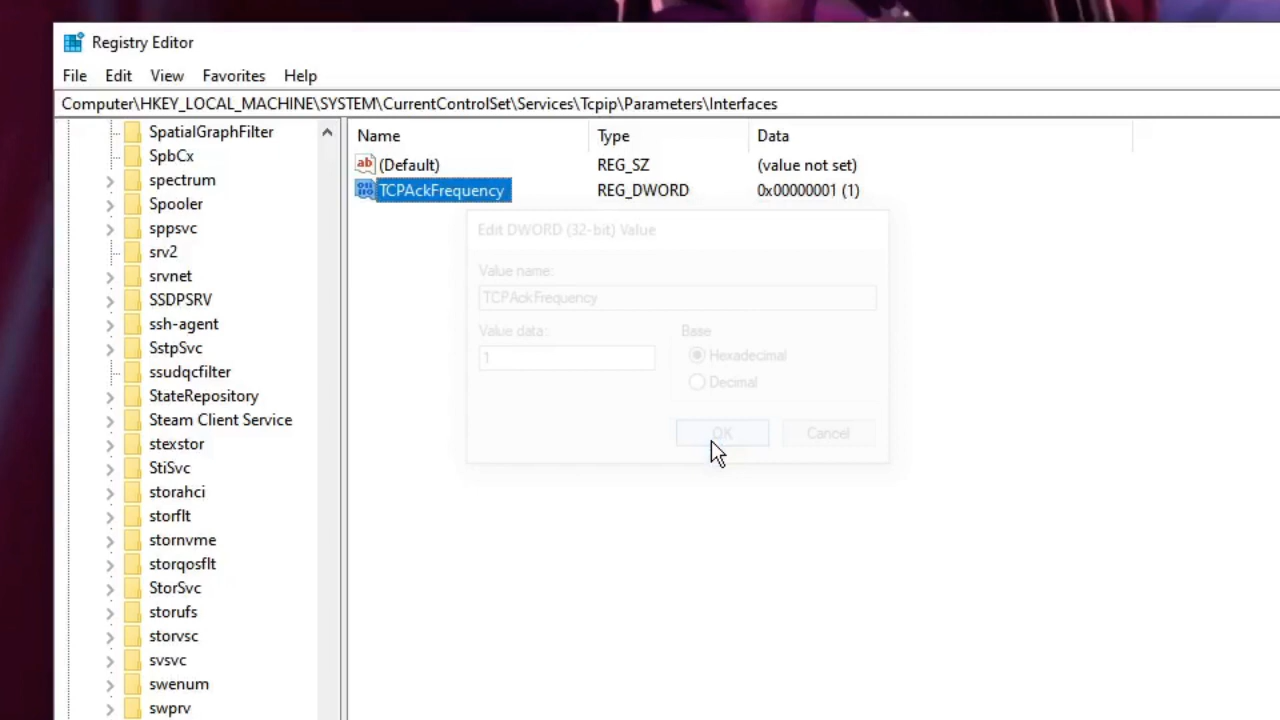 Registry Editor
File Edit View Favorites Help
Computer\HKEY_LOCAL_MACHINE\SYSTEM\CurrentControlSet\Services\Tcpip\Parameters\Interfaces
SpatialGraphFilter
SpbCx
spectrum
Spooler
sppsvc
srv2
srvnet
SSDPSRV
ssh-agent
SstpSvc
ssudqcfilter
StateRepository
Steam Client Service
stexstor
StiSvc
storahci
storflt
stornvme
storqosflt
StorSvc
storufs
storvsc
svsvc
swenum
swprv
Name Type Data
ab (Default) REG_SZ (value not set)
TCPAckFrequency REG_DWORD 0x00000001 (1)
Edit DWORD (32-bit) Value
Value name:
TCPAckFrequency
Value data:
1
Base
Hexadecimal
Decimal
OK Cancel